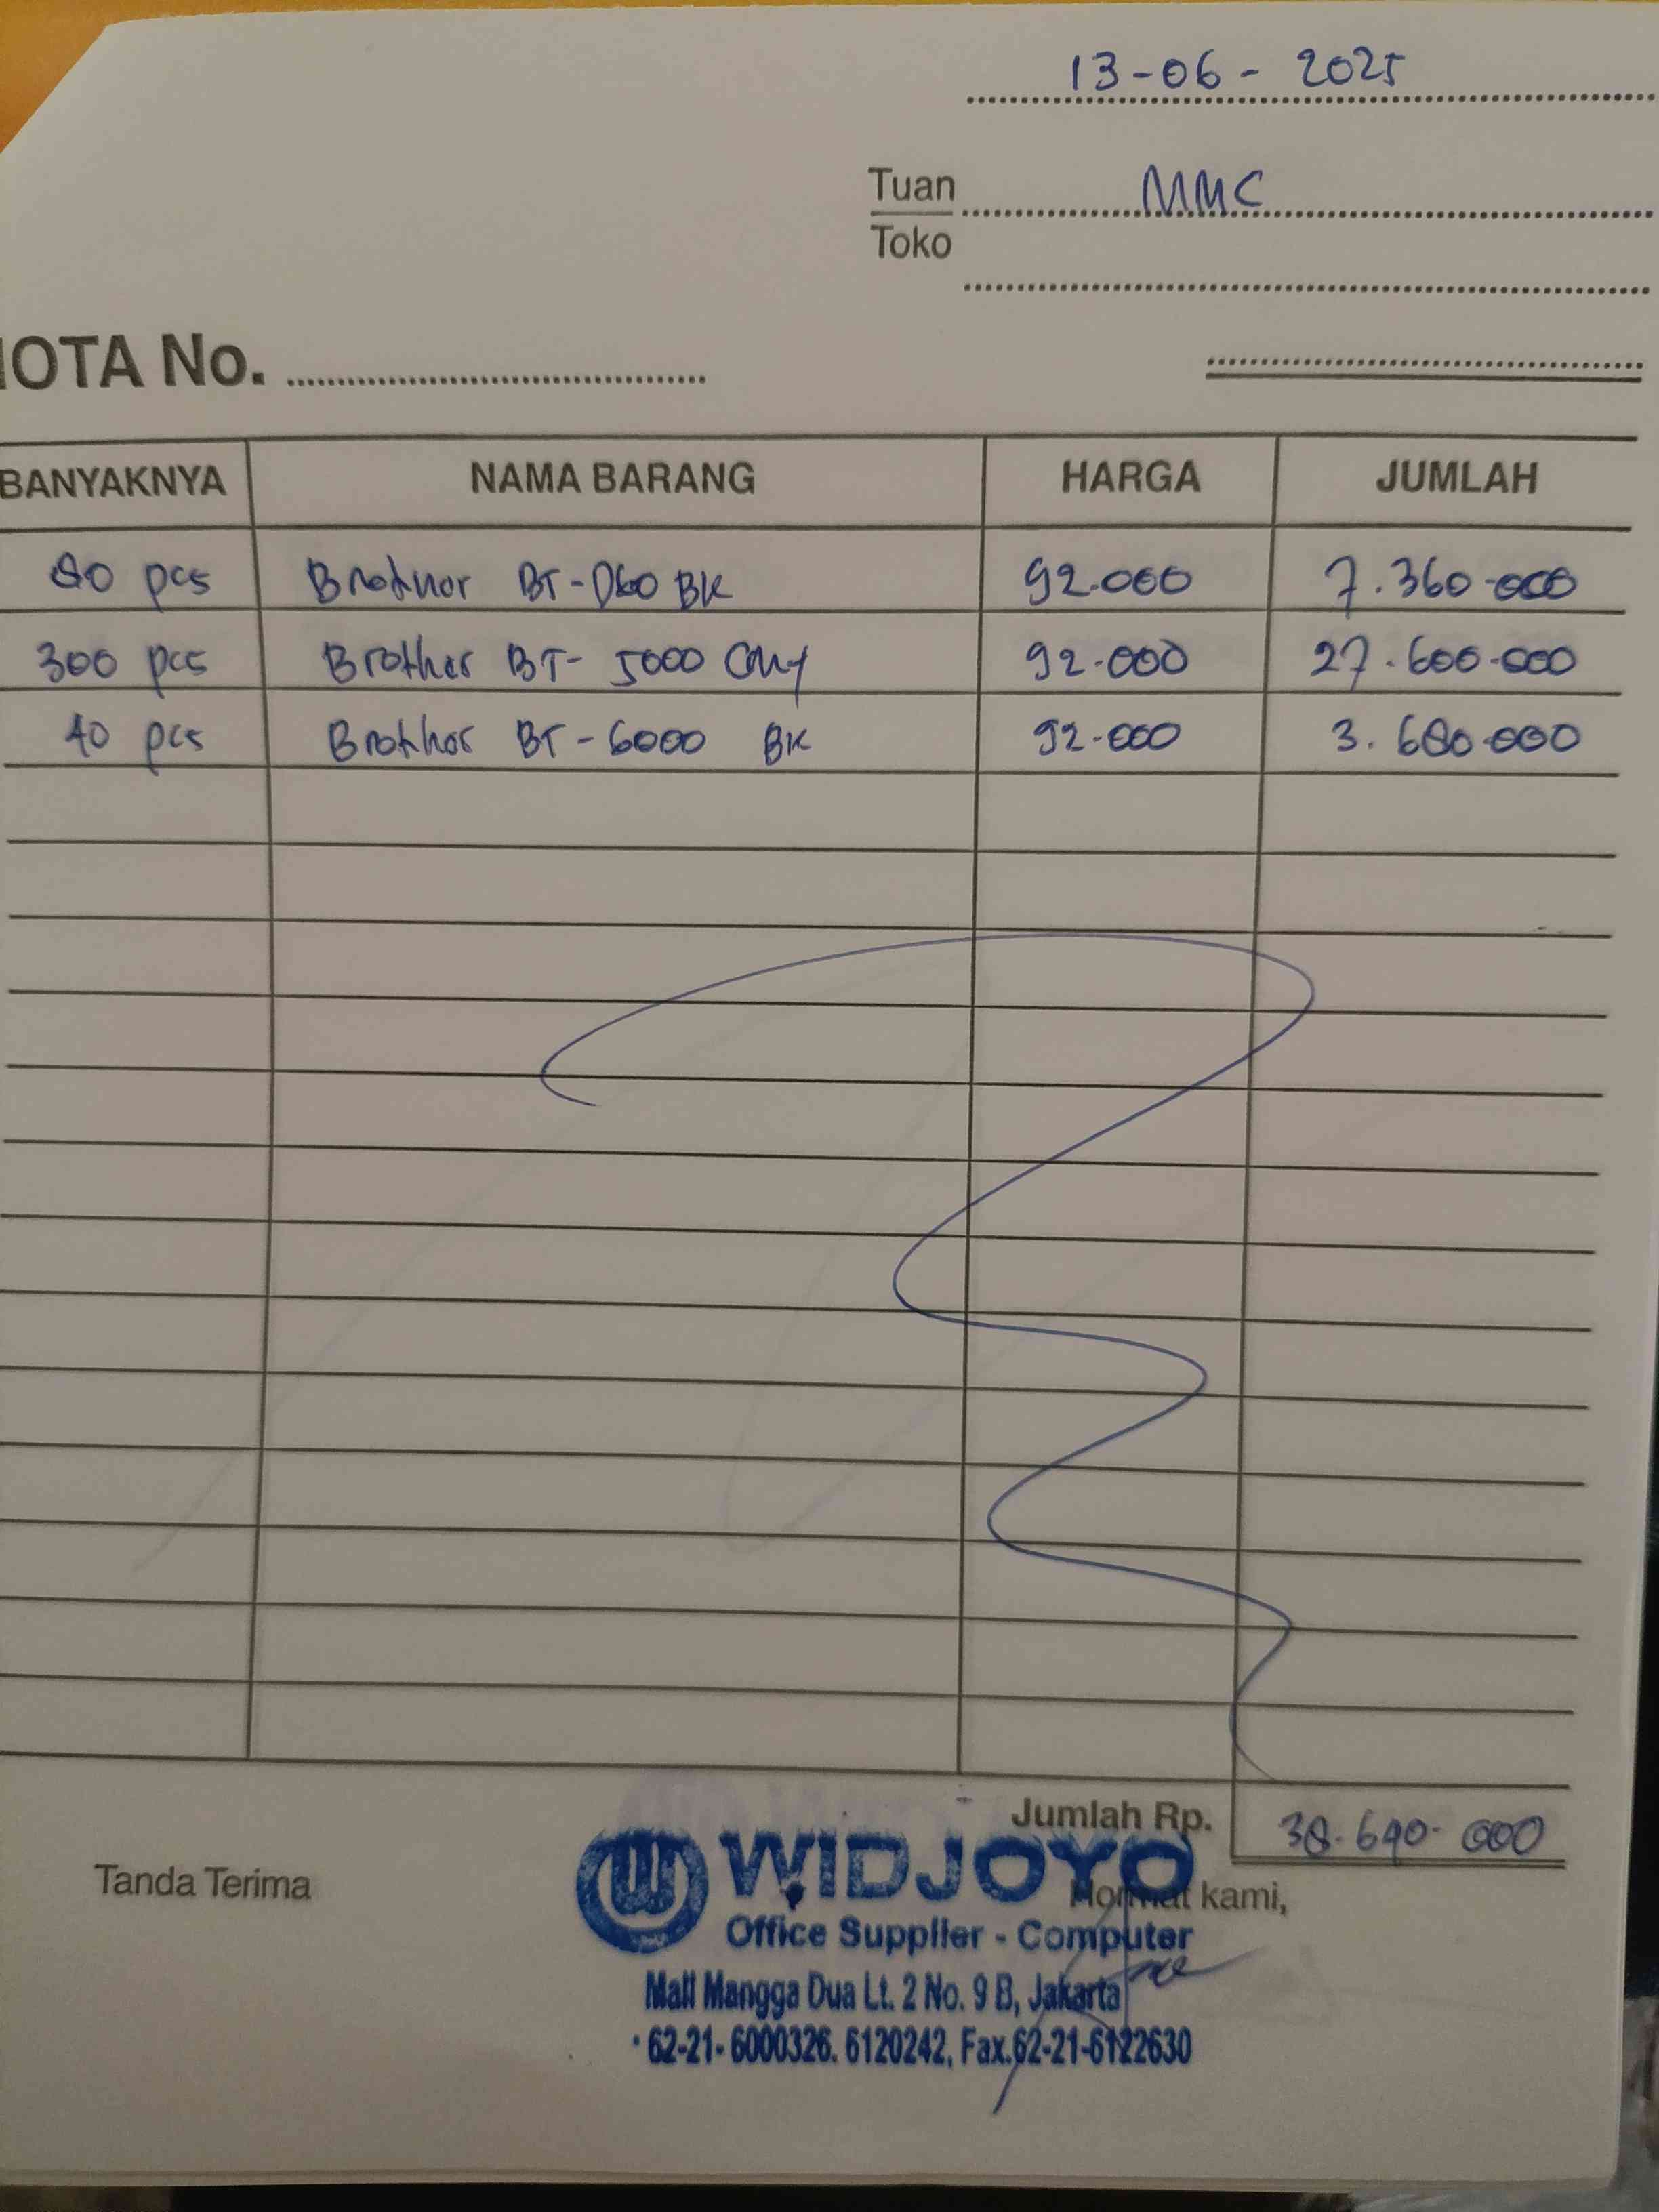 13-06-2025
Tuan MMC
Toko
NOTA No.
BANYAKNYA NAMA BARANG HARGA JUMLAH
80 pcs Brother BT-D60 BK 92.000 7.360.000
300 pcs Brother BT-5000 CMY 92.000 27.600.000
40 pcs Brother BT-6000 BK 92.000 3.680.000
Jumlah Rp. 38.640.000
Tanda Terima
Hormat kami,
WIDJOYO
Office Supplier - Computer
Mall Mangga Dua Lt. 2 No. 9 B, Jakarta
62-21-6000326. 6120242, Fax.62-21-6122630